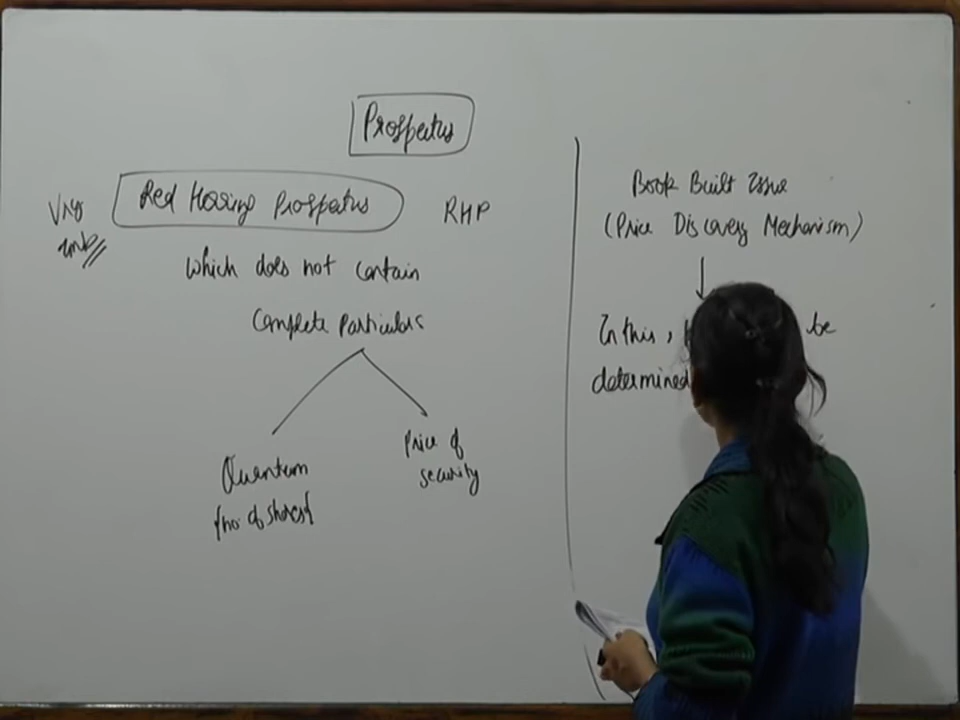 Prospectus
Very
Imp
Red Herring Prospectus
RHP
Which does not contain
Complete Particulars
Quantum
{no. of shares}
Price of
security
Book Built Issue
(Price Discovery Mechanism)
In this, be
determined